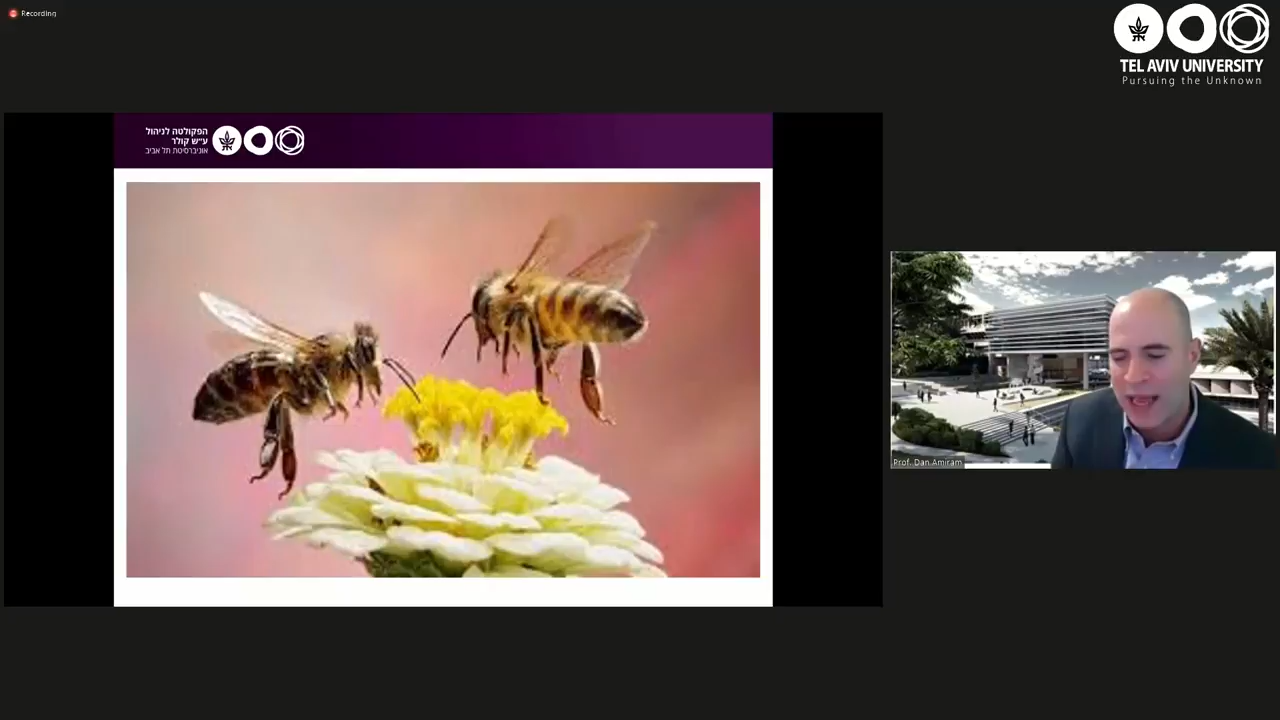 Recording
TEL AVIV UNIVERSITY
Pursuing the Unknown
הפקולטה לניהול
ע״ש קולר
אוניברסיטת תל אביב
Prof. Dan Amiram